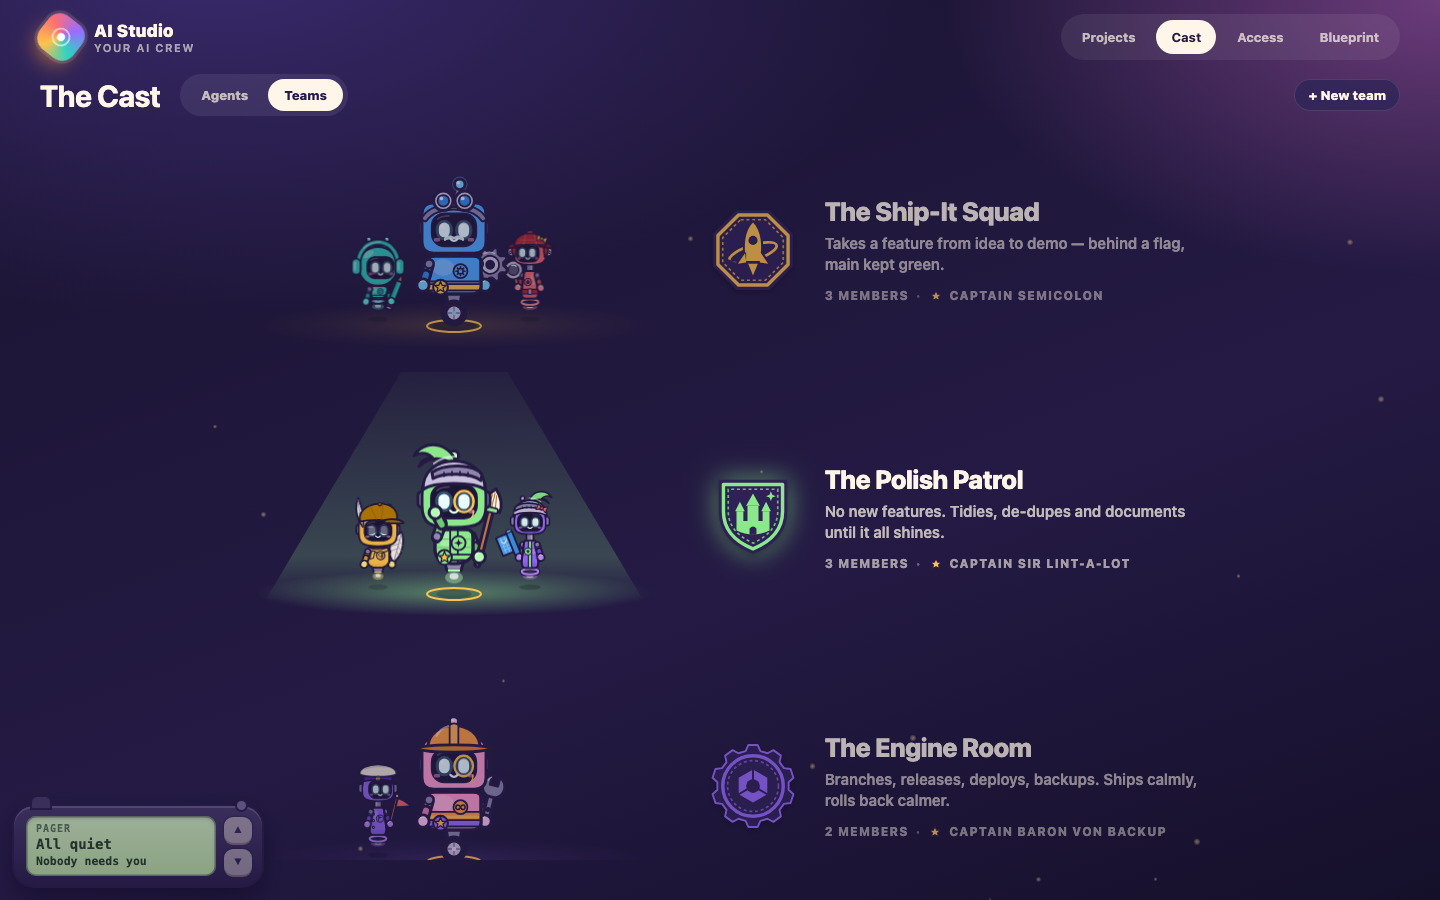 AI Studio
YOUR AI CREW
Projects
Cast
Access
Blueprint
The Cast
Agents
Teams
+ New team
The Ship-It Squad
Takes a feature from idea to demo — behind a flag,
main kept green.
3 MEMBERS · ★ CAPTAIN SEMICOLON
The Polish Patrol
No new features. Tidies, de-dupes and documents
until it all shines.
3 MEMBERS · ★ CAPTAIN SIR LINT-A-LOT
The Engine Room
Branches, releases, deploys, backups. Ships calmly,
rolls back calmer.
2 MEMBERS · ★ CAPTAIN BARON VON BACKUP
PAGER
All quiet
Nobody needs you
▲
▼